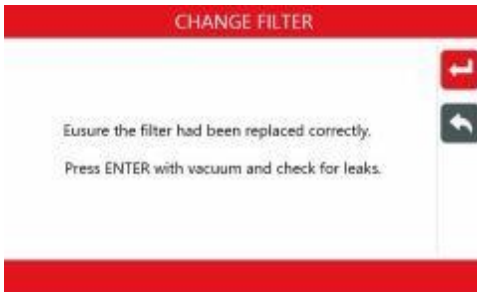 CHANGE FILTER
Eusure the filter had been replaced correctly.
Press ENTER with vacuum and check for leaks.